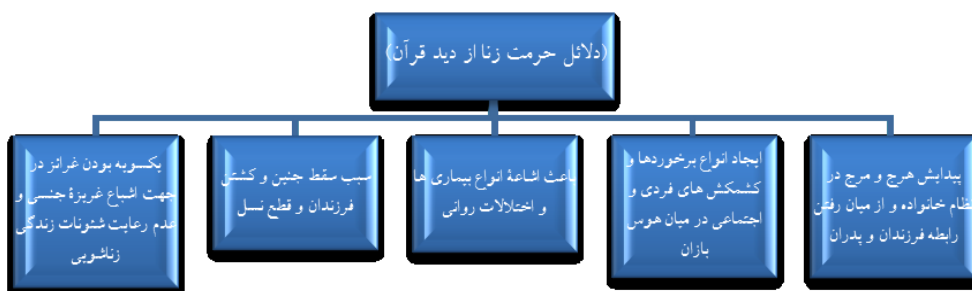 (دلائل حرمت زنا از دید قرآن)
پیدایش هرج و مرج در
نظام خانواده و از میان رفتن
رابطه فرزندان و پدران
ایجاد انواع برخوردها و
کشمکش های فردی و
اجتماعی در میان هوس
بازان
باعث اشاعۀ انواع بیماری ها
و اختلالات روانی
سبب سقط جنین و کشتن
فرزندان و قطع نسل
یکسویه بودن غرائز در
جهت اشباع غریزۀ جنسی و
عدم رعایت شئونات زندگی
زناشویی